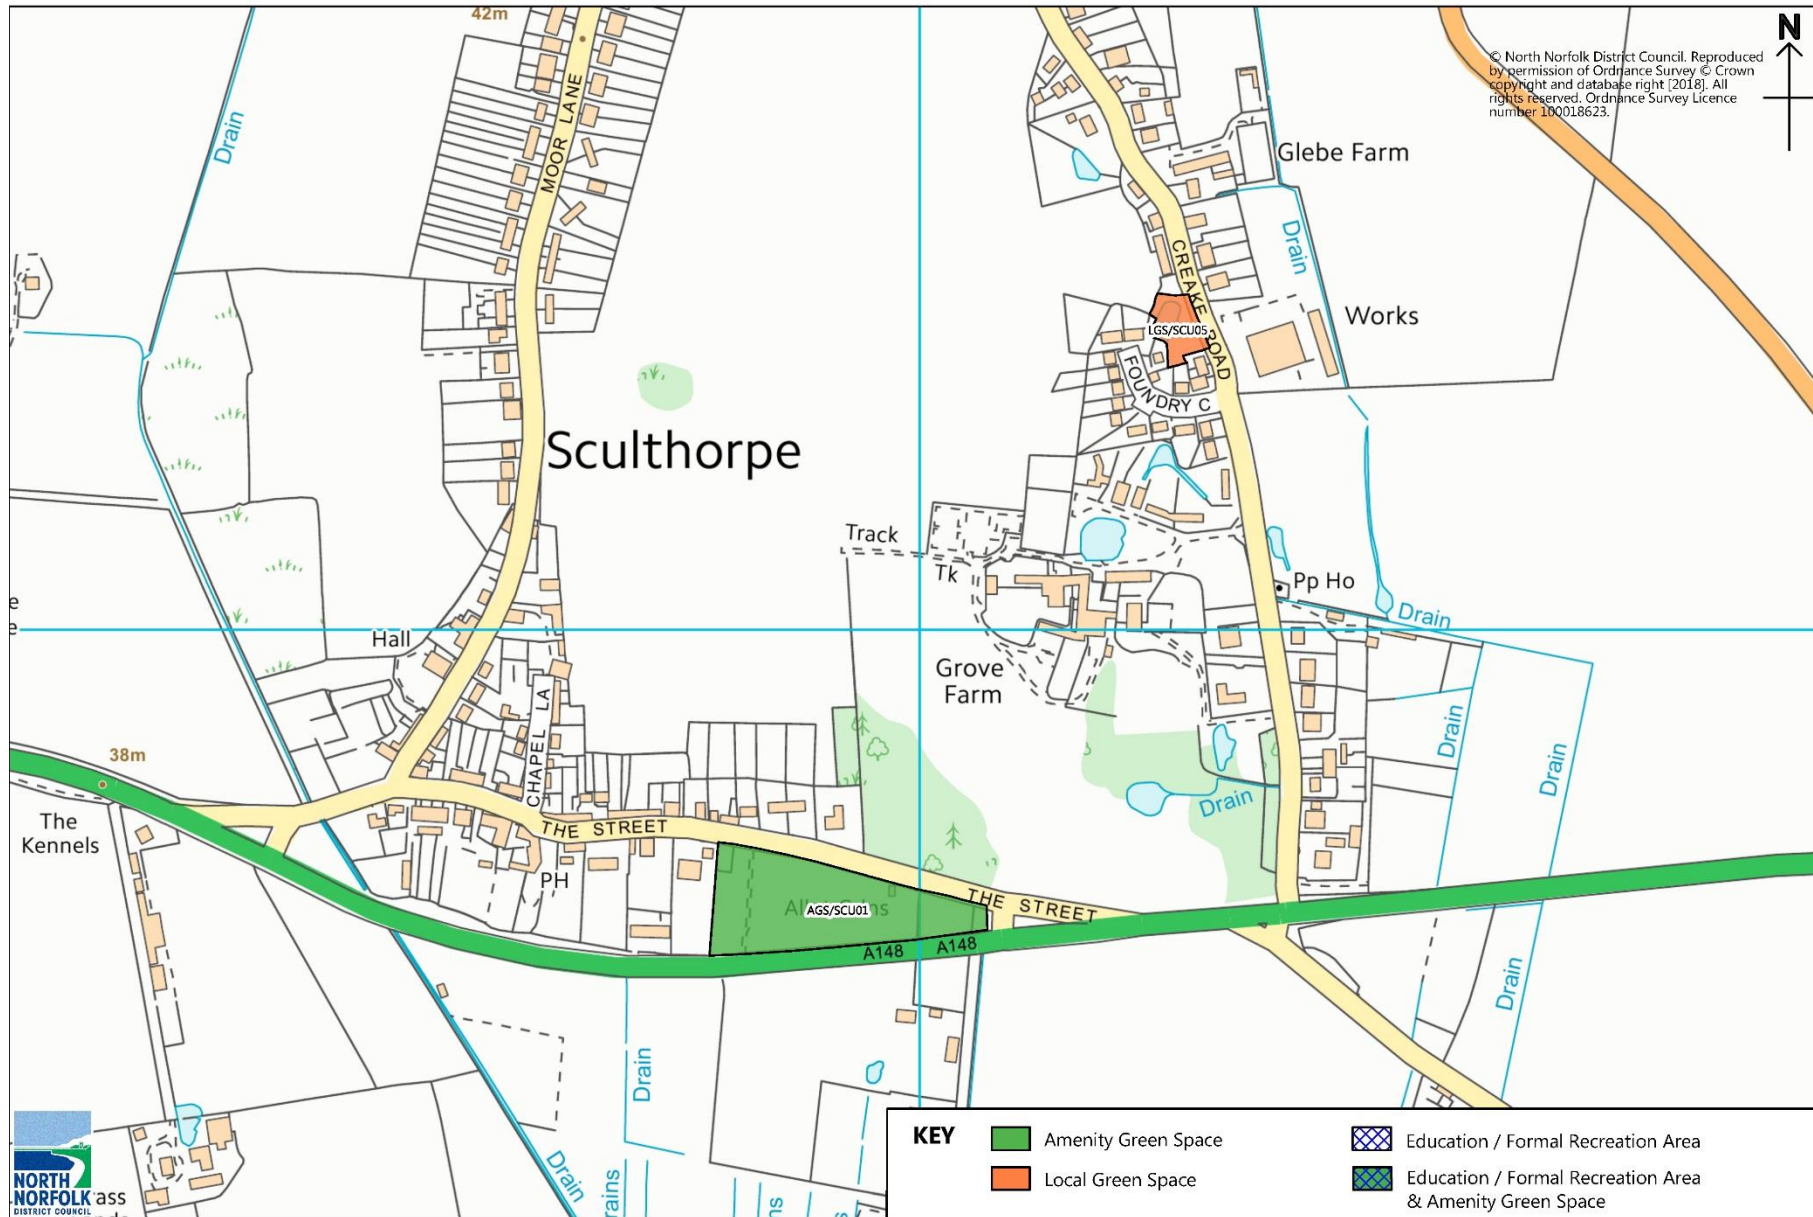 42m
N
© North Norfolk District Council. Reproduced
by permission of Ordnance Survey © Crown
copyright and database right [2018]. All
rights reserved. Ordnance Survey Licence
number 100018623.
Drain
MOOR LANE
Glebe Farm
Drain
CREAKE ROAD
Works
LGS/SCU05
FOUNDRY C
Sculthorpe
Track
Tk
Pp Ho
Drain
e
e
Hall
Grove
Farm
CHAPEL LA
Drain
Drain
38m
Drain
The
Kennels
THE STREET
PH
AGS/SCU01
THE STREET
A148
A148
Drain
Drain
Drain
rains
ns
s
NORTH
NORFOLK
DISTRICT COUNCIL
ass
KEY
Amenity Green Space
Local Green Space
Education / Formal Recreation Area
Education / Formal Recreation Area
& Amenity Green Space